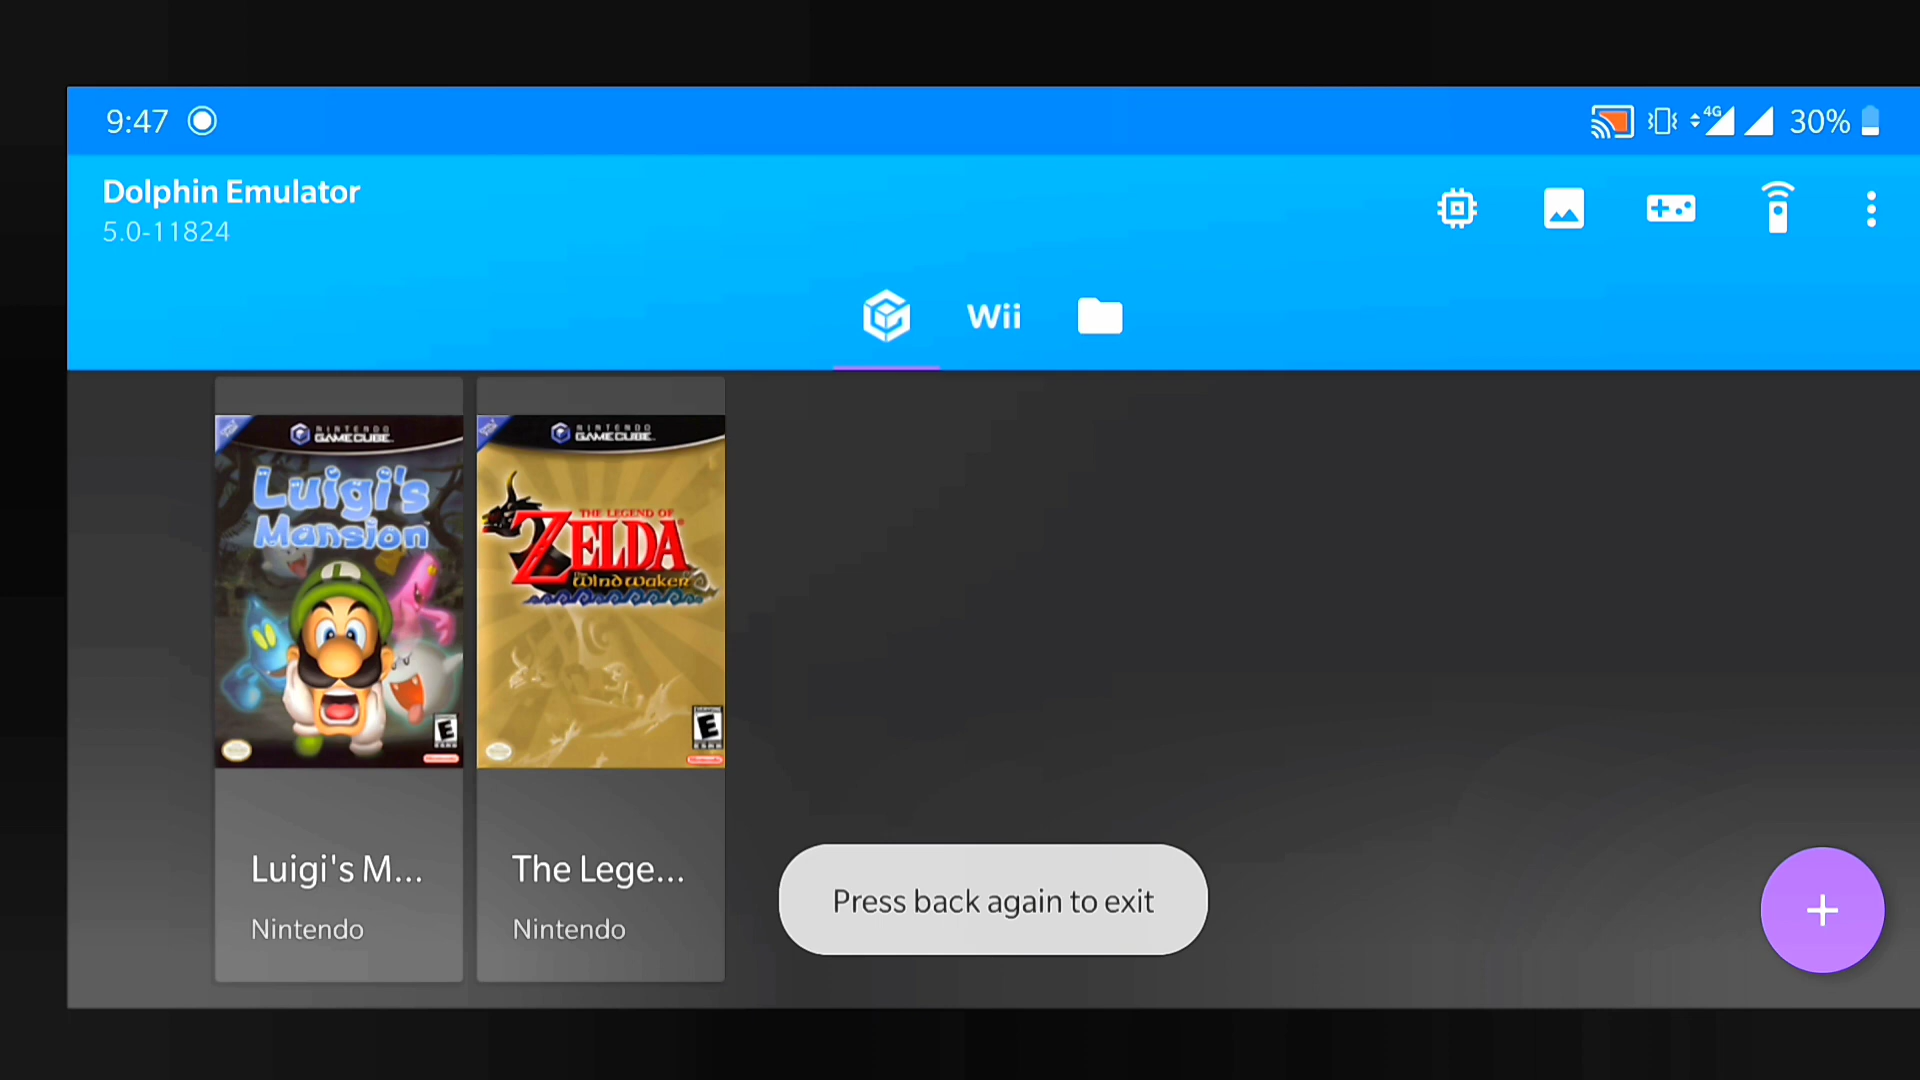 9:47
4G
30%
Dolphin Emulator
5.0-11824
Wii
NINTENDO
GAMECUBE
Luigi's
Mansion
E
NINTENDO
GAMECUBE
THE LEGEND OF
ZELDA
The Wind Waker
E
Luigi's M...
Nintendo
The Lege...
Nintendo
Press back again to exit
+